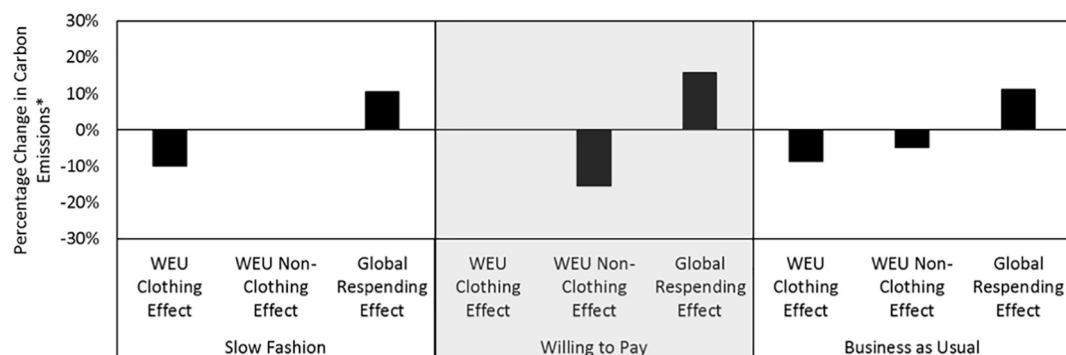 Percentage Change in Carbon
Emissions*
30%
20%
10%
0%
-10%
-20%
-30%
WEU
Clothing
Effect
WEU Non-
Clothing
Effect
Global
Respending
Effect
WEU
Clothing
Effect
WEU Non-
Clothing
Effect
Global
Respending
Effect
WEU
Clothing
Effect
WEU Non-
Clothing
Effect
Global
Respending
Effect
Slow Fashion
Willing to Pay
Business as Usual